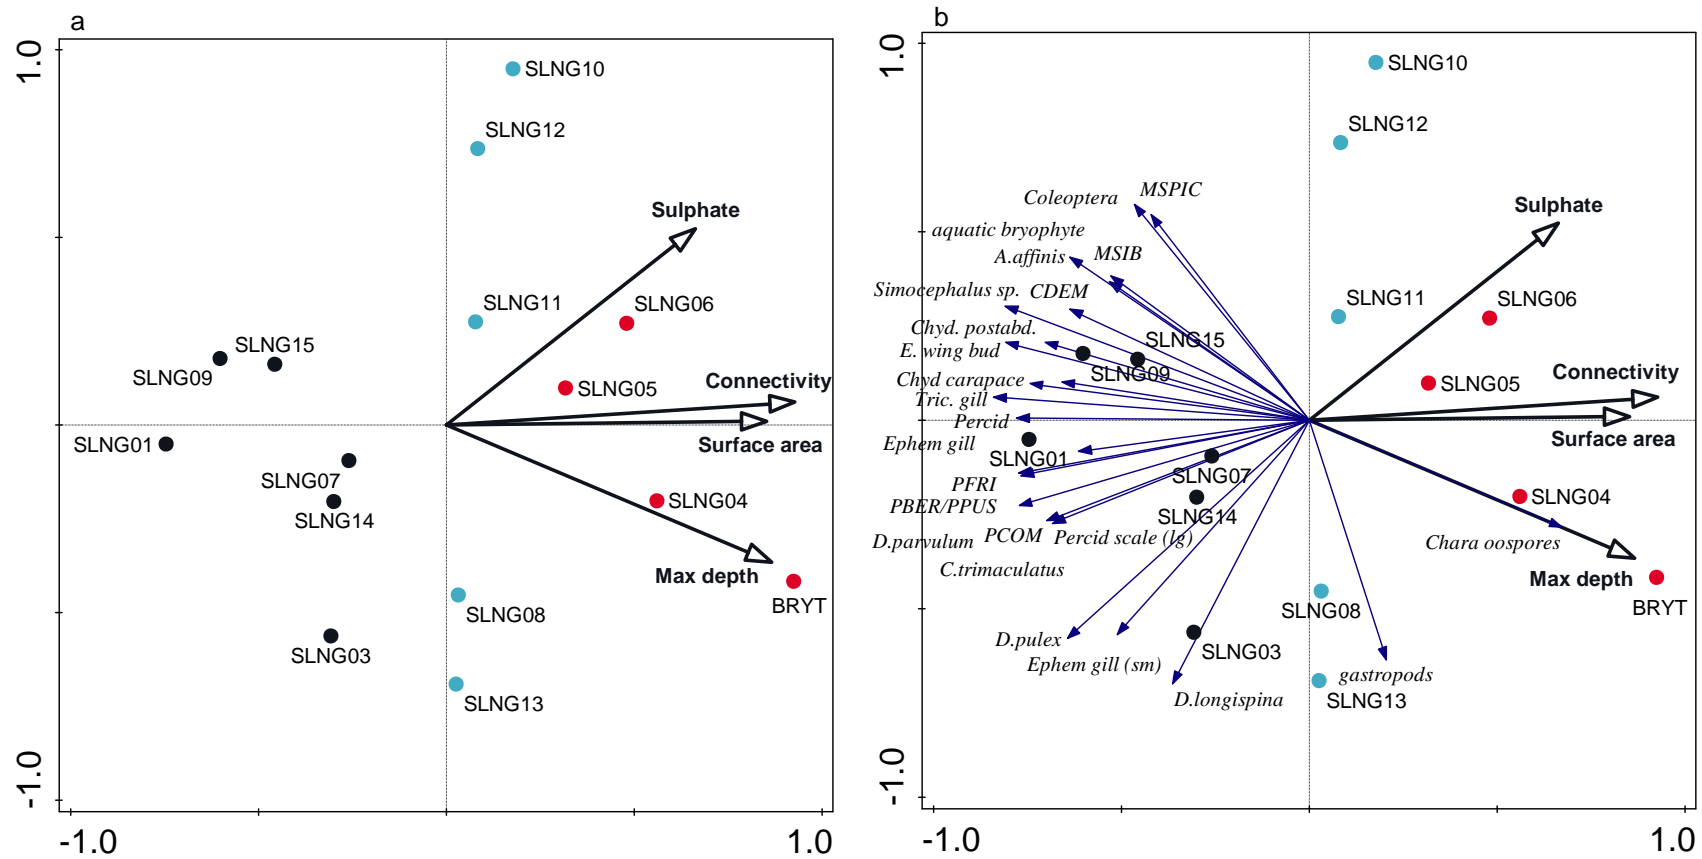 a
1.0
SLNG10
SLNG12
Sulphate
SLNG11
SLNG06
SLNG15
SLNG09
SLNG05
Connectivity
Surface area
SLNG01
SLNG07
SLNG14
SLNG04
Max depth
BRYT
SLNG08
SLNG03
SLNG13
-1.0
-1.0
1.0
b
1.0
SLNG10
SLNG12
Coleoptera
MSPIC
Sulphate
aquatic bryophyte
A.affinis
MSIB
Simocephalus sp.
CDEM
SLNG11
SLNG06
Chyd. postabd.
SLNG15
E. wing bud
SLNG09
Connectivity
Chyd carapace
SLNG05
Tric. gill
Percid
Surface area
Ephem gill
SLNG01
SLNG07
PFRI
SLNG04
PBER/PPUS
SLNG14
PCOM
Percid scale (lg)
D.parvulum
Chara oospores
C.trimaculatus
Max depth
BRYT
SLNG08
D.pulex
SLNG03
Ephem gill (sm)
gastropods
D.longispina
SLNG13
-1.0
-1.0
1.0